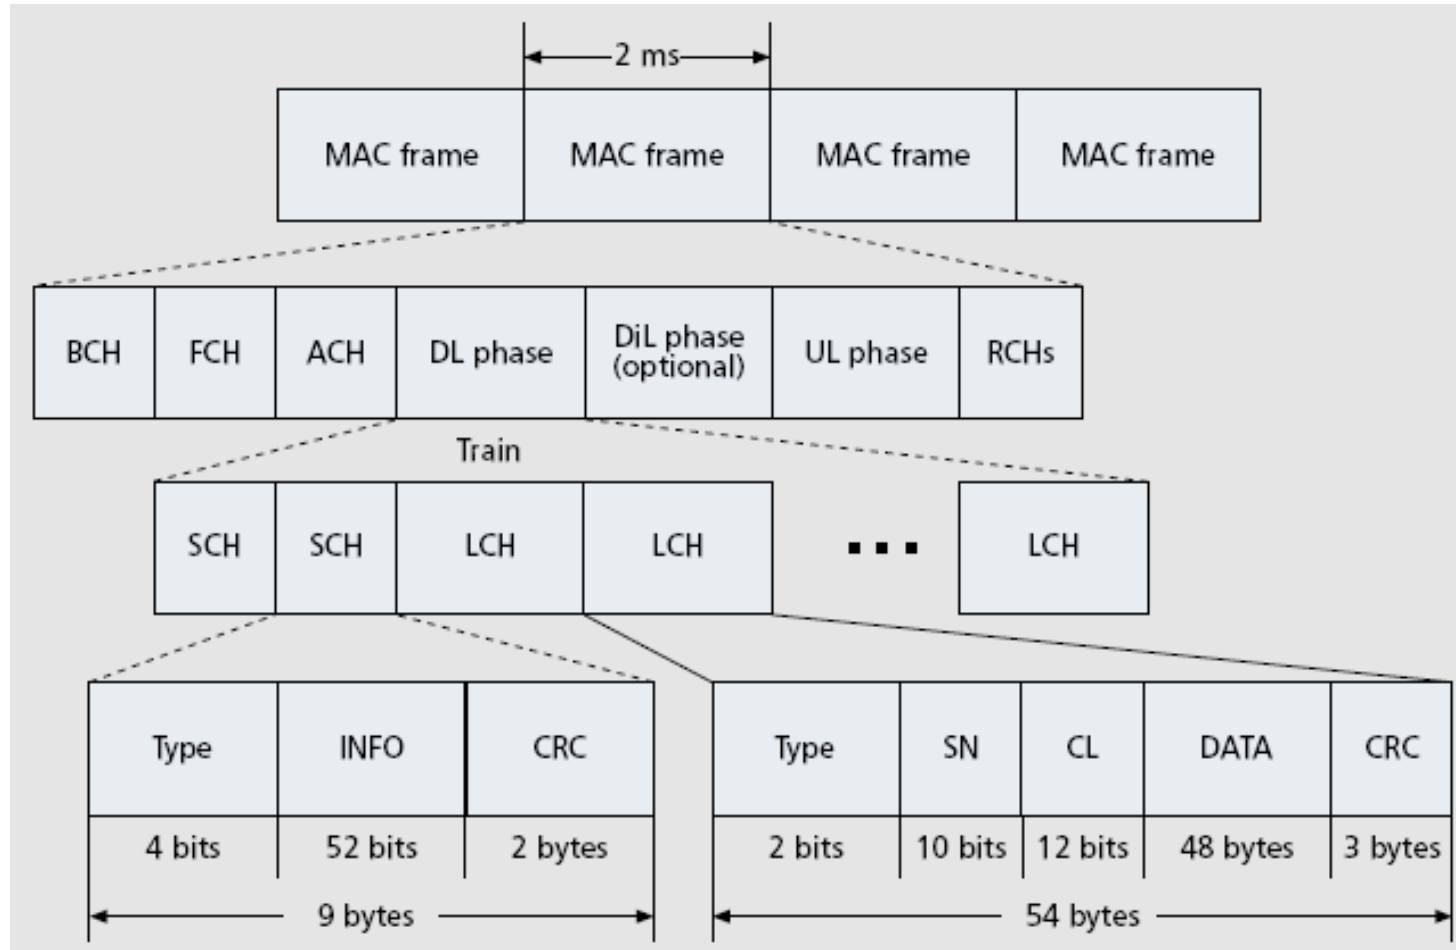 2 ms
MAC frame MAC frame MAC frame MAC frame
BCH FCH ACH DL phase DiL phase (optional) UL phase RCHs
Train
SCH SCH LCH LCH ... LCH
Type INFO CRC Type SN CL DATA CRC
4 bits 52 bits 2 bytes 2 bits 10 bits 12 bits 48 bytes 3 bytes
9 bytes 54 bytes